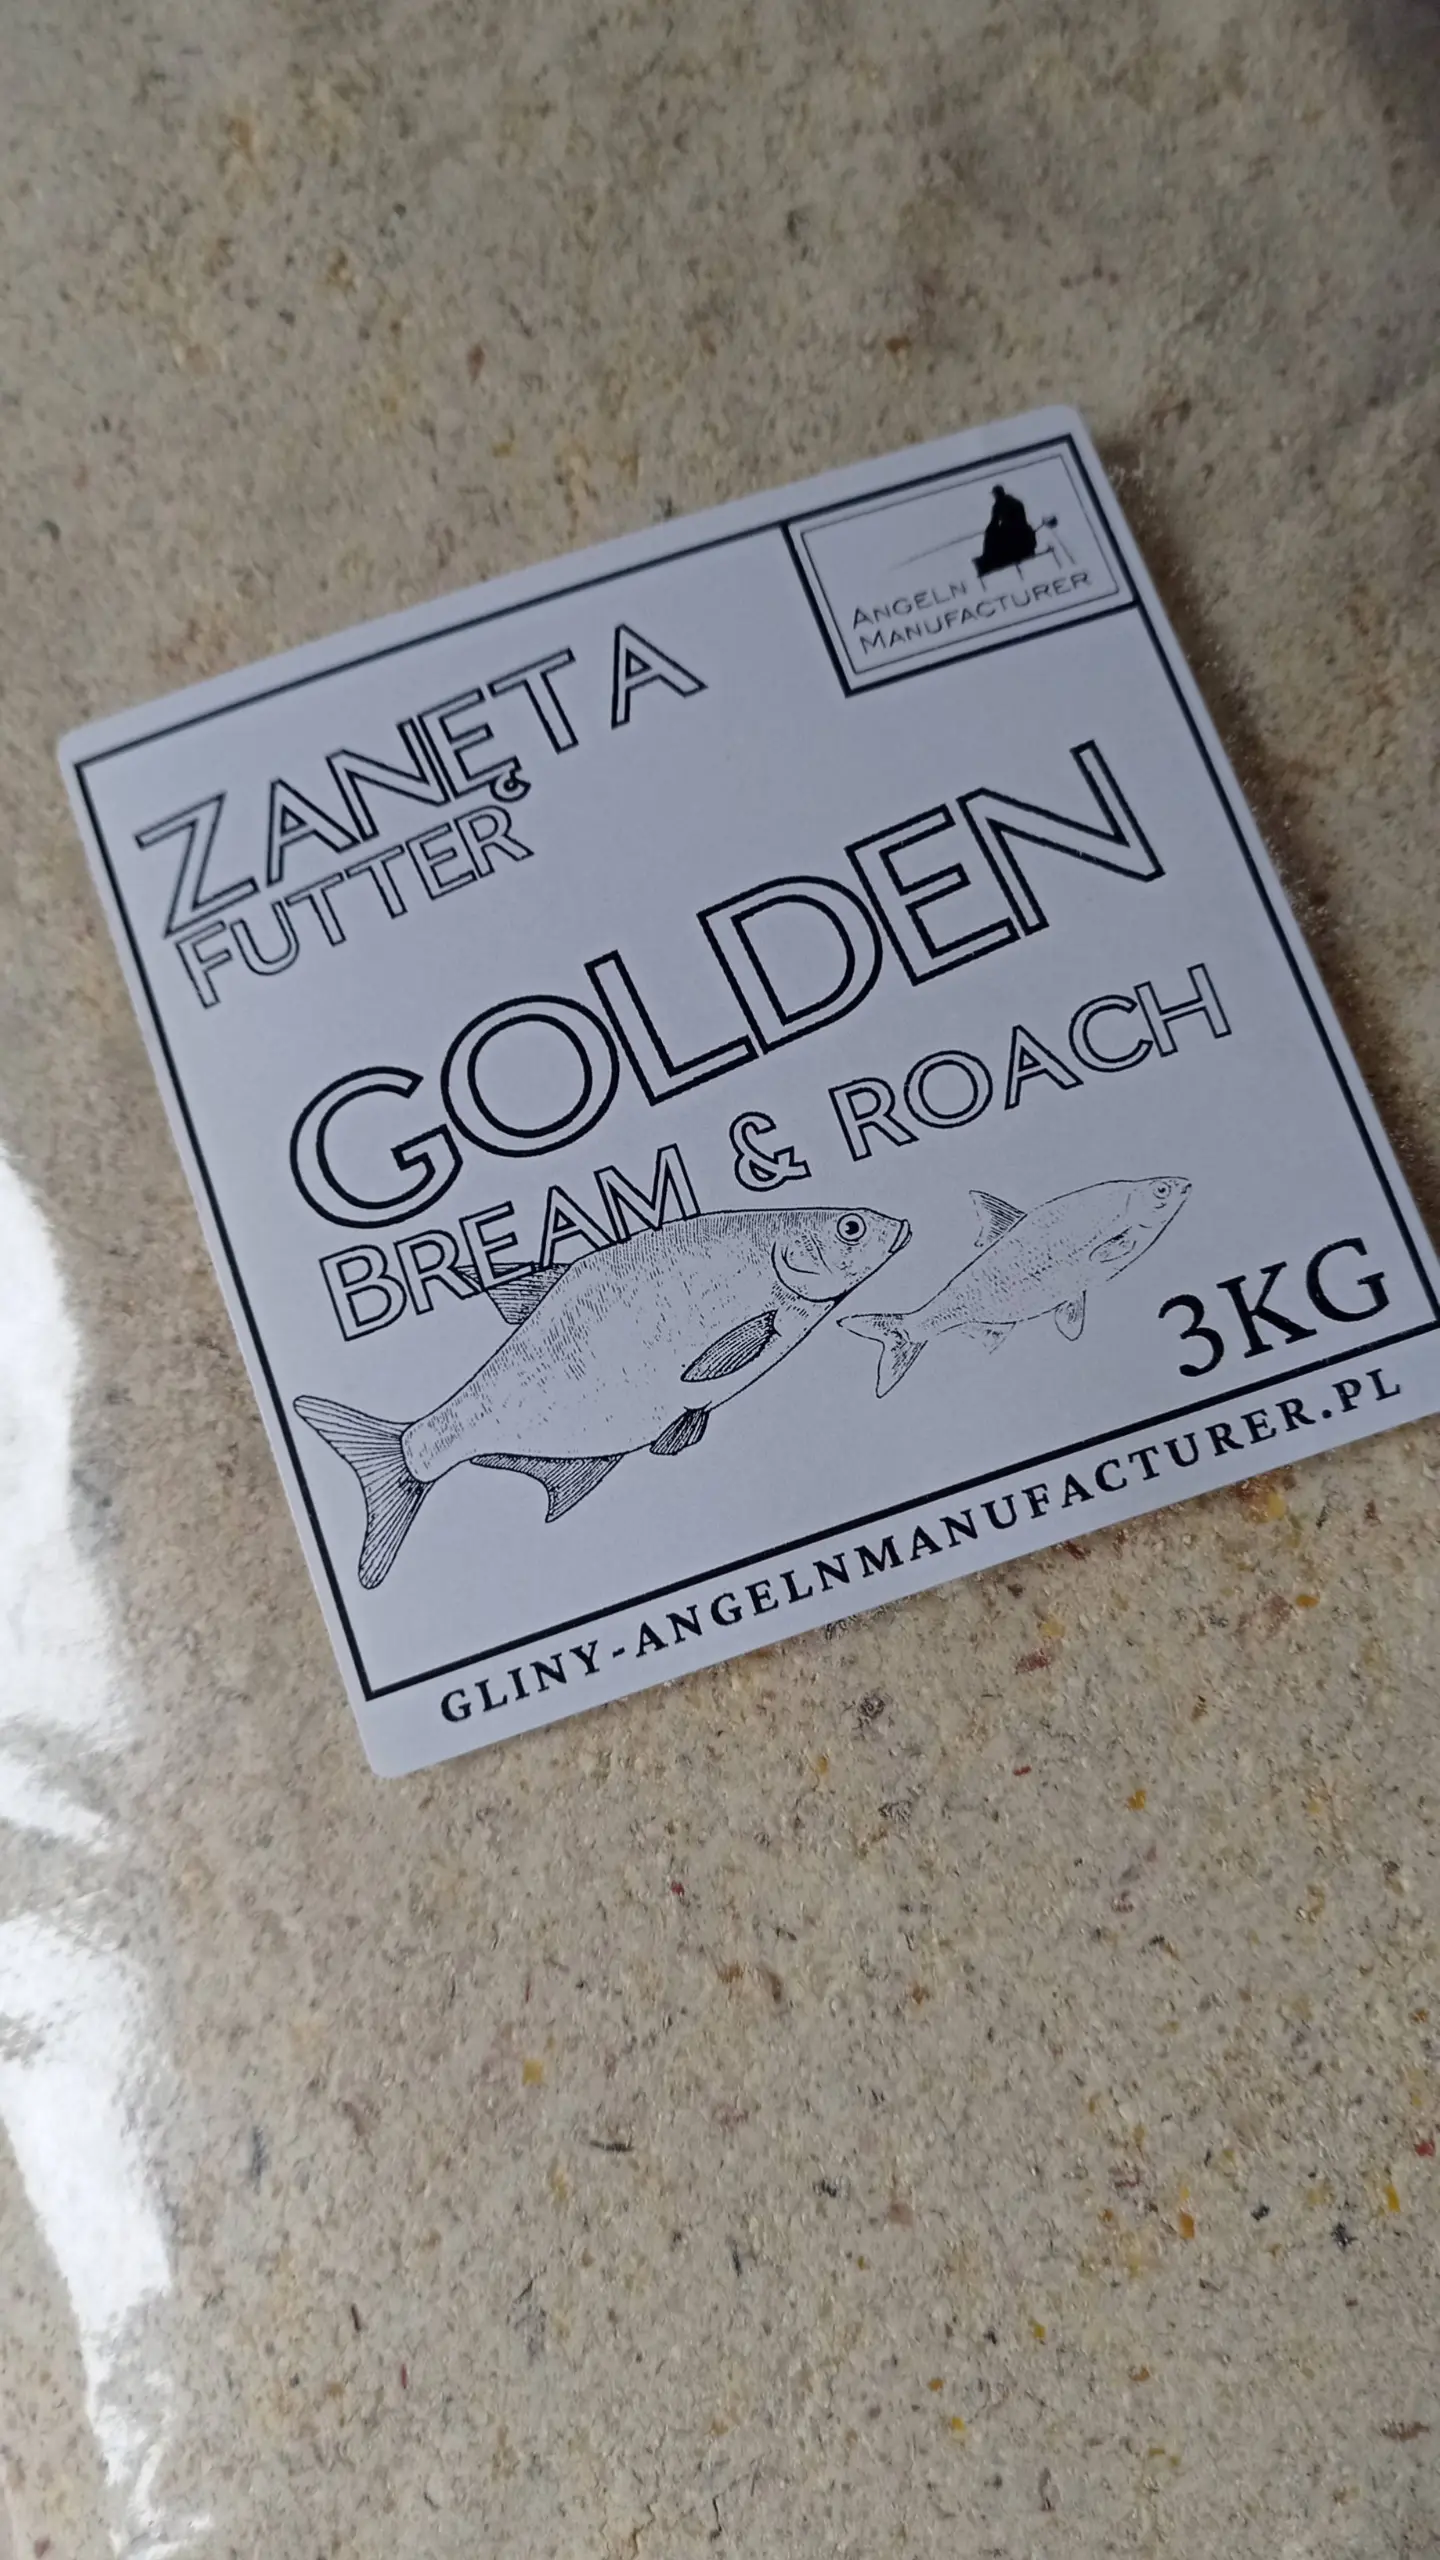 ANGELN
MANUFACTURER
ZANĘTA
FUTTER
GOLDEN
BREAM & ROACH
3KG
GLINY-ANGELNMANUFACTURER.PL